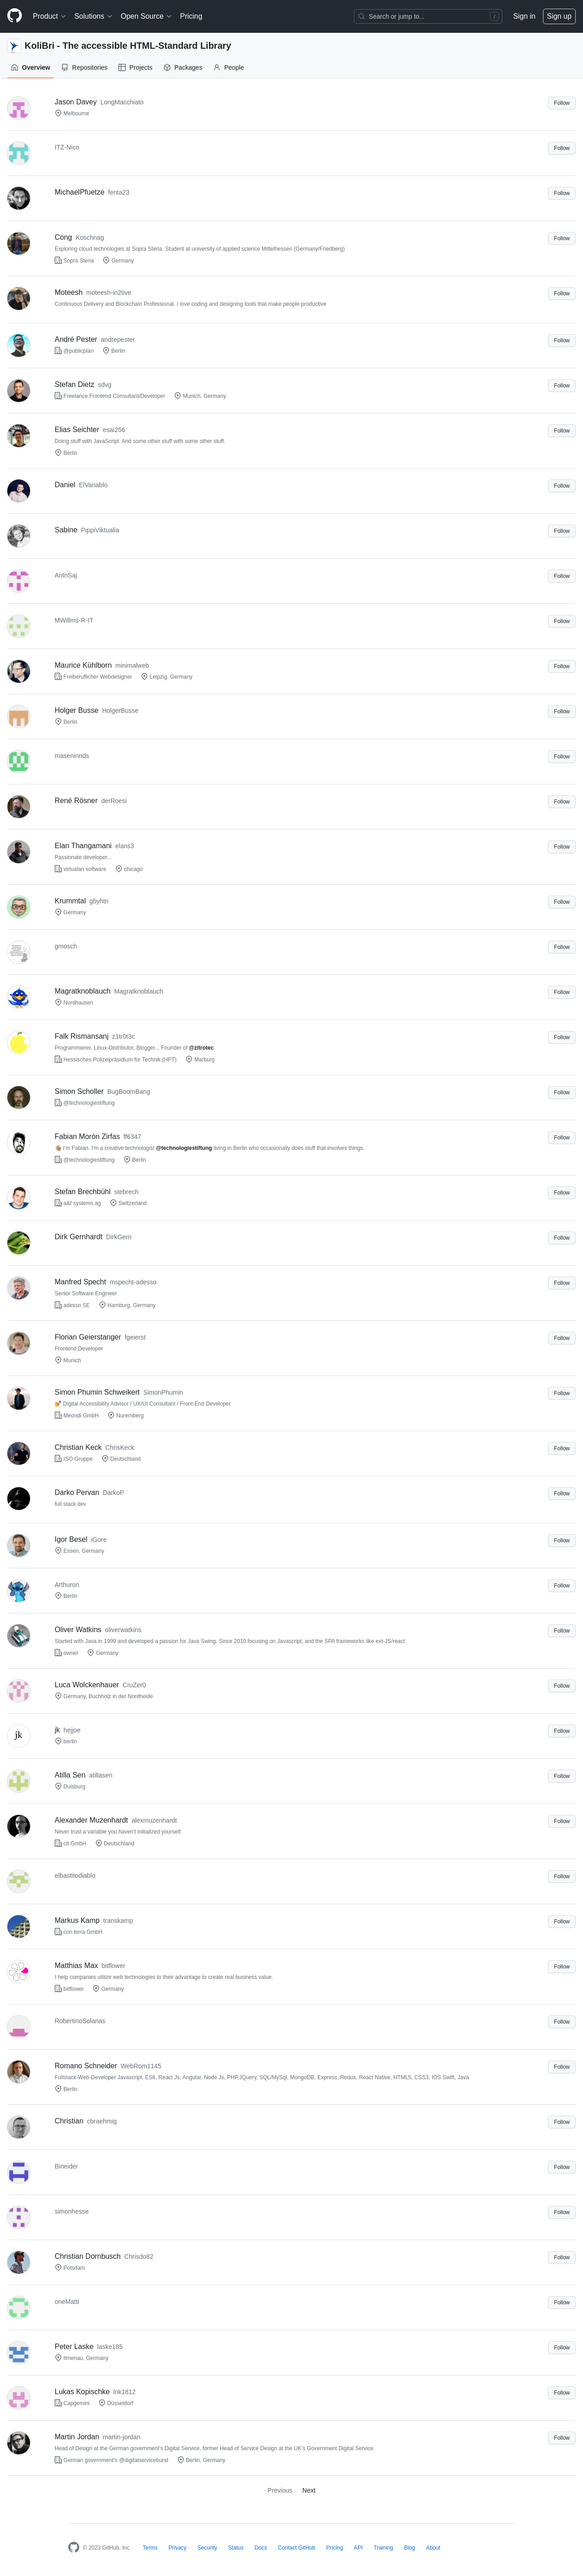 Product Solutions Open Source Pricing Search or jump to... / Sign in Sign up
KoliBri - The accessible HTML-Standard Library
Overview Repositories Projects Packages People
Jason Davey LongMacchiato Follow
Melbourne
ITZ-Nico Follow
MichaelPfuetze fenta23 Follow
Cong Koschnag Follow
Exploring cloud technologies at Sopra Steria. Student at university of applied science Mittelhessen (Germany/Friedberg)
Sopra Steria Germany
Moteesh moteesh-in2tive Follow
Continuous Delivery and Blockchain Professional. I love coding and designing tools that make people productive
André Pester andrepester Follow
@publicplan Berlin
Stefan Dietz sdvg Follow
Freelance Frontend Consultant/Developer Munich, Germany
Elias Seichter esai256 Follow
Doing stuff with JavaScript. And some other stuff with some other stuff.
Berlin
Daniel ElVariablo Follow
Sabine PippiViktualia Follow
AntnSaj Follow
MWillms-R-IT Follow
Maurice Kühlborn minimalweb Follow
Freiberuflicher Webdesigner Leipzig, Germany
Holger Busse HolgerBusse Follow
Berlin
maseninnds Follow
René Rösner derRoesi Follow
Elan Thangamani elans3 Follow
Passionate developer...
virtualan software chicago
Krummtal gbyhtn Follow
Germany
gmosch Follow
Magratknoblauch Magratknoblauch Follow
Nordhausen
Falk Rismansanj z1tr0t3c Follow
Programmierer, Linux-Distributor, Blogger... Founder of @zitrotec
Hessisches Polizeipräsidium für Technik (HPT) Marburg
Simon Scholler BugBoomBang Follow
@technologiestiftung
Fabian Morón Zirfas ff6347 Follow
I'm Fabian. I'm a creative technologist @technologiestiftung living in Berlin who occasionally does stuff that involves things.
@technologiestiftung Berlin
Stefan Brechbühl stebrech Follow
a&f systems ag Switzerland
Dirk Gernhardt DirkGern Follow
Manfred Specht mspecht-adesso Follow
Senior Software Engineer
adesso SE Hamburg, Germany
Florian Geierstanger fgeierst Follow
Frontend Developer
Munich
Simon Phumin Schweikert SimonPhumin Follow
Digital Accessibility Advisor / UX/UI Consultant / Front-End Developer
Meondi GmbH Nuremberg
Christian Keck ChrisKeck Follow
ISO Gruppe Deutschland
Darko Pervan DarkoP Follow
full stack dev
Igor Besel iGore Follow
Essen, Germany
Arthuron Follow
Berlin
Oliver Watkins oliverwatkins Follow
Started with Java in 1999 and developed a passion for Java Swing. Since 2010 focusing on Javascript, and the SPA frameworks like ext-JS/react
owner Germany
Luca Wolckenhauer CruZer0 Follow
Germany, Buchholz in der Nordheide
jk jk hejjoe Follow
berlin
Atilla Sen atillasen Follow
Duisburg
Alexander Muzenhardt alexmuzenhardt Follow
Never trust a variable you haven't initialized yourself.
clt GmbH Deutschland
elbastitodiablo Follow
Markus Kamp transkamp Follow
con terra GmbH
Matthias Max bitflower Follow
I help companies utilize web technologies to their advantage to create real business value.
bitflower Germany
RobertinoSolanas Follow
Romano Schneider WebRom1145 Follow
Fullstack-Web-Developer Javascript, ES6, React Js, Angular, Node Js, PHP,JQuery, SQL/MySql, MongoDB, Express, Redux, React Native, HTML5, CSS3, IOS Swift, Java
Berlin
Christian cbraehmig Follow
Bineider Follow
simonhesse Follow
Christian Dornbusch Chrisdo82 Follow
Potsdam
oneMatti Follow
Peter Laske laske185 Follow
Ilmenau, Germany
Lukas Kopischke lnk1812 Follow
Capgemini Düsseldorf
Martin Jordan martin-jordan Follow
Head of Design at the German government's Digital Service, former Head of Service Design at the UK's Government Digital Service
German government's @digitalservicebund Berlin, Germany
Previous Next
© 2023 GitHub, Inc. Terms Privacy Security Status Docs Contact GitHub Pricing API Training Blog About